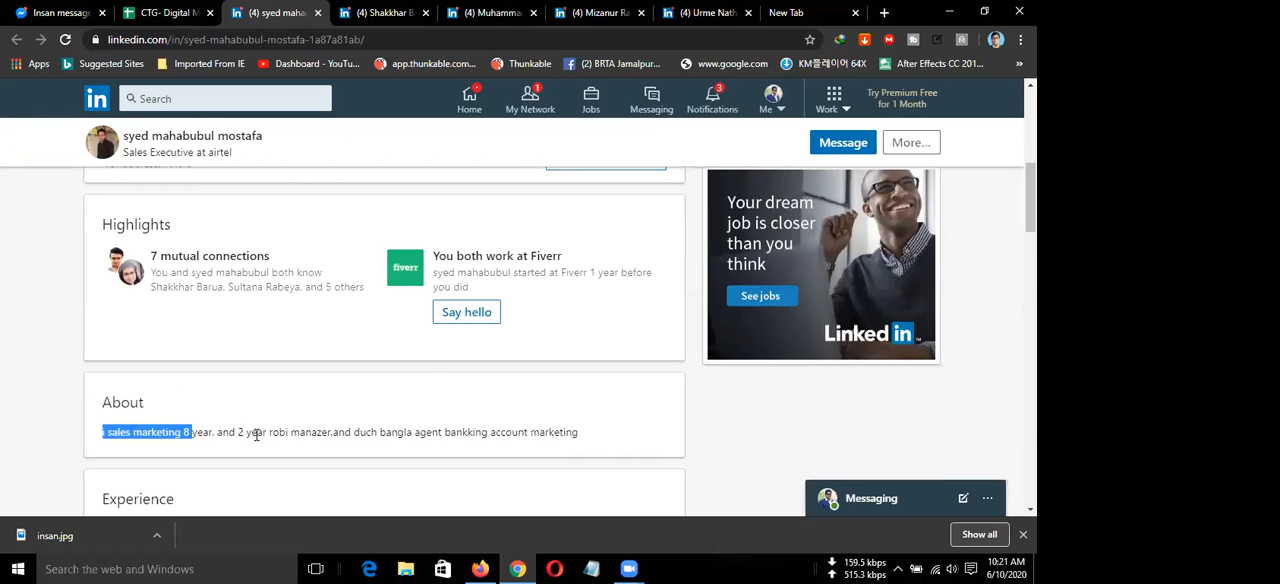 Insan messag
CTG- Digital M
(4) syed maha
(4) Shakkhar B
(4) Muhamma
(4) Mizanur Ra
(4) Urme Nath
New Tab
linkedin.com/in/syed-mahabubul-mostafa-1a87a81ab/
Apps
Suggested Sites
Imported From IE
Dashboard - YouTu...
app.thunkable.com...
Thunkable
(2) BRTA Jamalpur...
www.google.com
KM플레이어 64X
After Effects CC 201...
»
in
Search
Home
1
My Network
Jobs
Messaging
3
Notifications
Me
Work
Try Premium Free
for 1 Month
syed mahabubul mostafa
Sales Executive at airtel
Message
More...
Highlights
7 mutual connections
You and syed mahabubul both know
Shakkhar Barua, Sultana Rabeya, and 5 others
fiverr
You both work at Fiverr
syed mahabubul started at Fiverr 1 year before
you did
Say hello
Your dream
job is closer
than you
think
See jobs
Linked in
About
i sales marketing 8 year, and 2 year robi manazer,and duch bangla agent bankking account marketing
Experience
Messaging
insan.jpg
Show all
Search the web and Windows
159.5 kbps
515.3 kbps
10:21 AM
6/10/2020